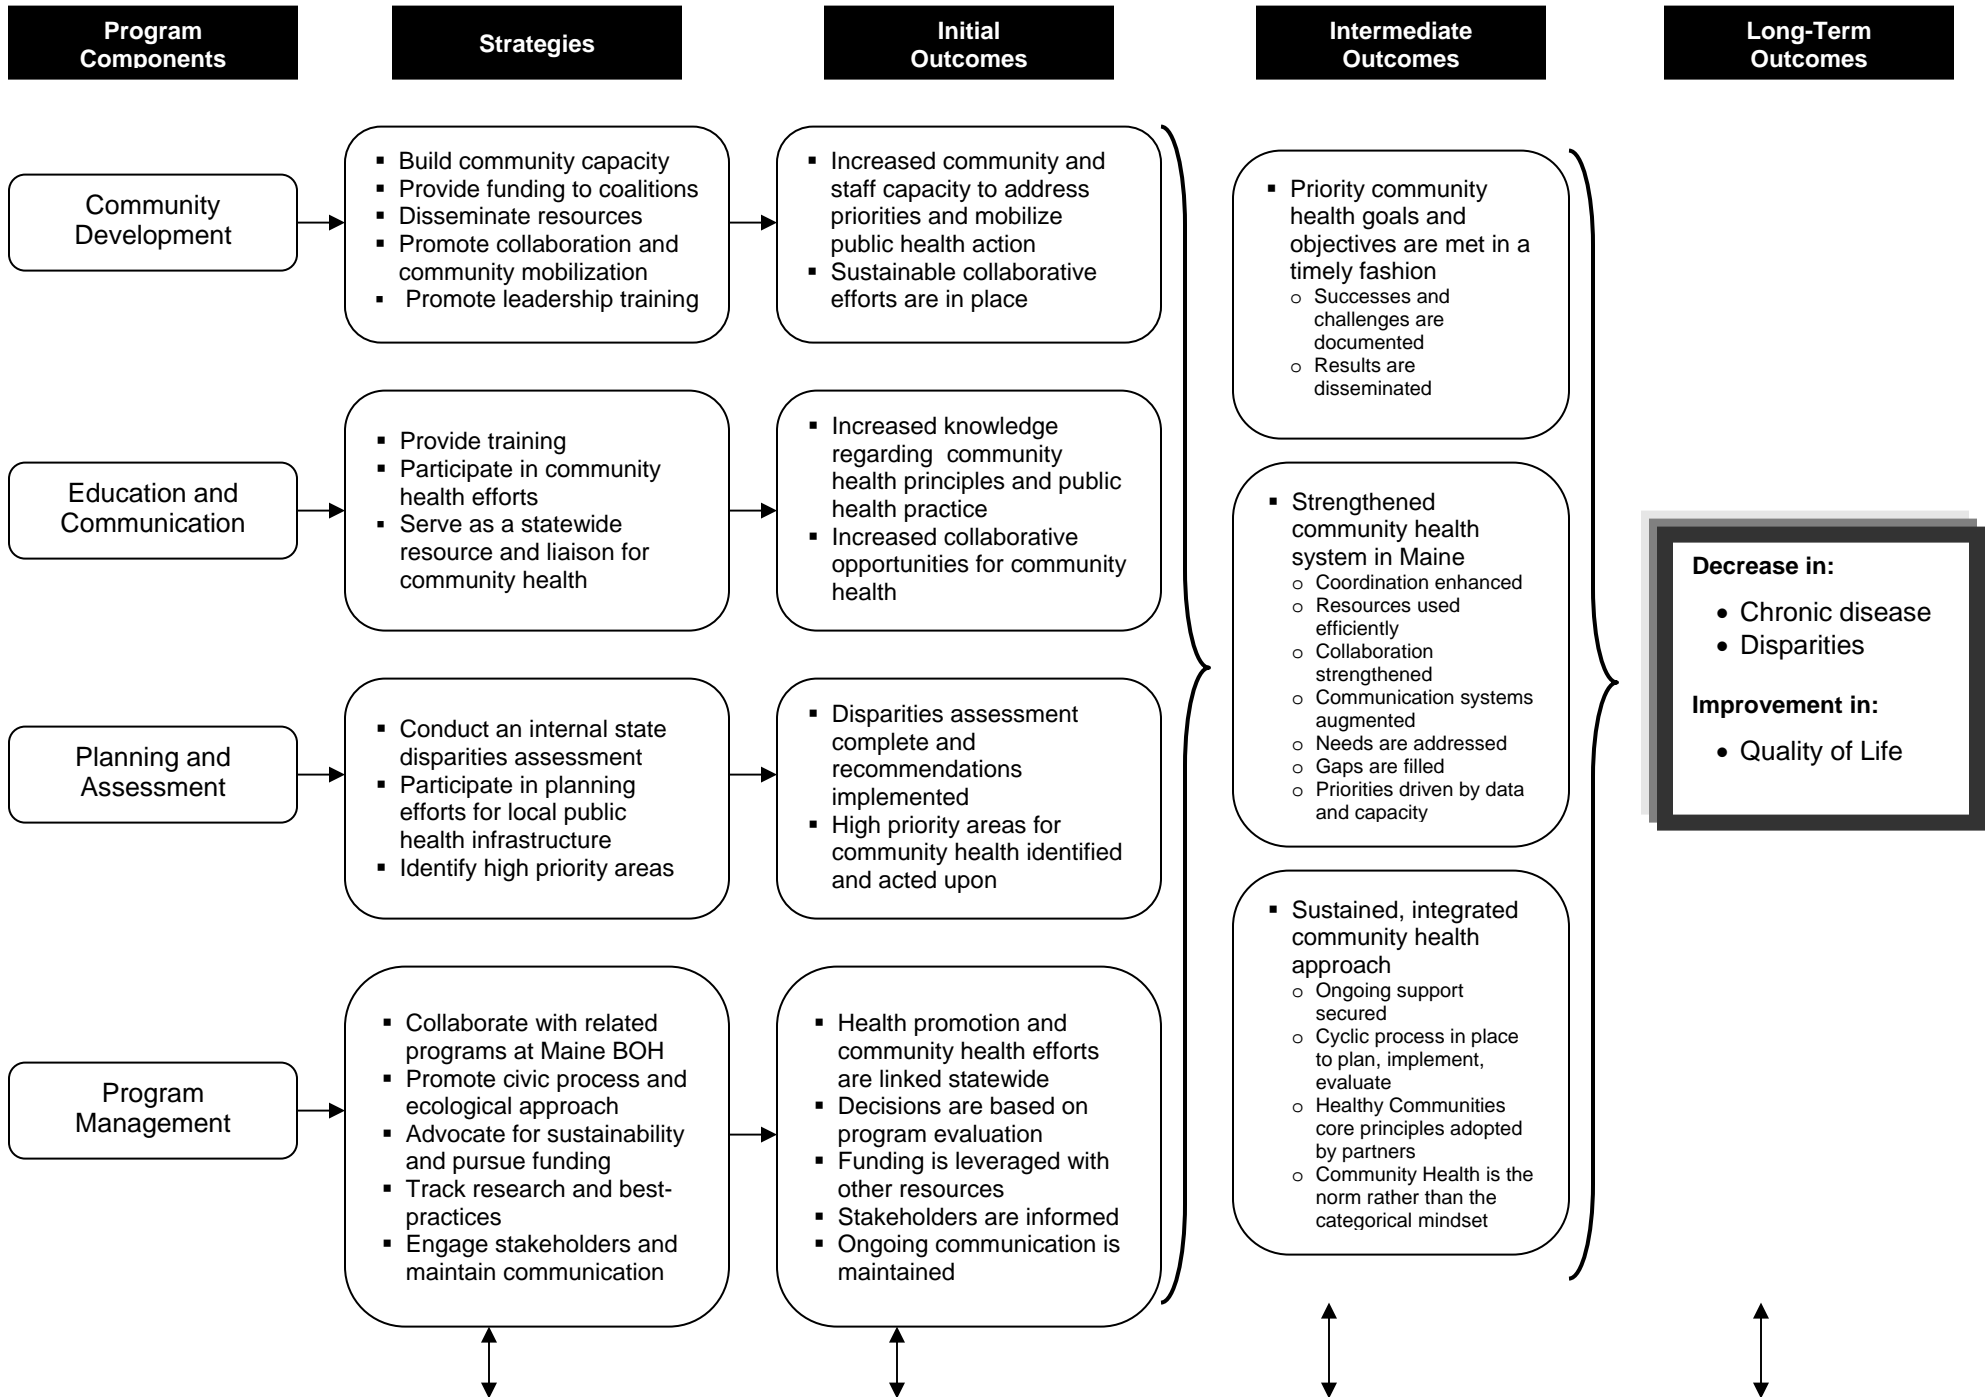 Program
Components
Strategies
Initial
Outcomes
Intermediate
Outcomes
Long-Term
Outcomes
Community
Development
▪ Build community capacity
▪ Provide funding to coalitions
▪ Disseminate resources
▪ Promote collaboration and
community mobilization
▪ Promote leadership training
▪ Increased community and
staff capacity to address
priorities and mobilize
public health action
▪ Sustainable collaborative
efforts are in place
Education and
Communication
▪ Provide training
▪ Participate in community
health efforts
▪ Serve as a statewide
resource and liaison for
community health
▪ Increased knowledge
regarding community
health principles and public
health practice
▪ Increased collaborative
opportunities for community
health
Planning and
Assessment
▪ Conduct an internal state
disparities assessment
▪ Participate in planning
efforts for local public
health infrastructure
▪ Identify high priority areas
▪ Disparities assessment
complete and
recommendations
implemented
▪ High priority areas for
community health identified
and acted upon
Program
Management
▪ Collaborate with related
programs at Maine BOH
▪ Promote civic process and
ecological approach
▪ Advocate for sustainability
and pursue funding
▪ Track research and best-
practices
▪ Engage stakeholders and
maintain communication
▪ Health promotion and
community health efforts
are linked statewide
▪ Decisions are based on
program evaluation
▪ Funding is leveraged with
other resources
▪ Stakeholders are informed
▪ Ongoing communication is
maintained
▪ Priority community
health goals and
objectives are met in a
timely fashion
o Successes and
challenges are
documented
o Results are
disseminated
▪ Strengthened
community health
system in Maine
o Coordination enhanced
o Resources used
efficiently
o Collaboration
strengthened
o Communication systems
augmented
o Needs are addressed
o Gaps are filled
o Priorities driven by data
and capacity
▪ Sustained, integrated
community health
approach
o Ongoing support
secured
o Cyclic process in place
to plan, implement,
evaluate
o Healthy Communities
core principles adopted
by partners
o Community Health is the
norm rather than the
categorical mindset
Decrease in:
• Chronic disease
• Disparities
Improvement in:
• Quality of Life